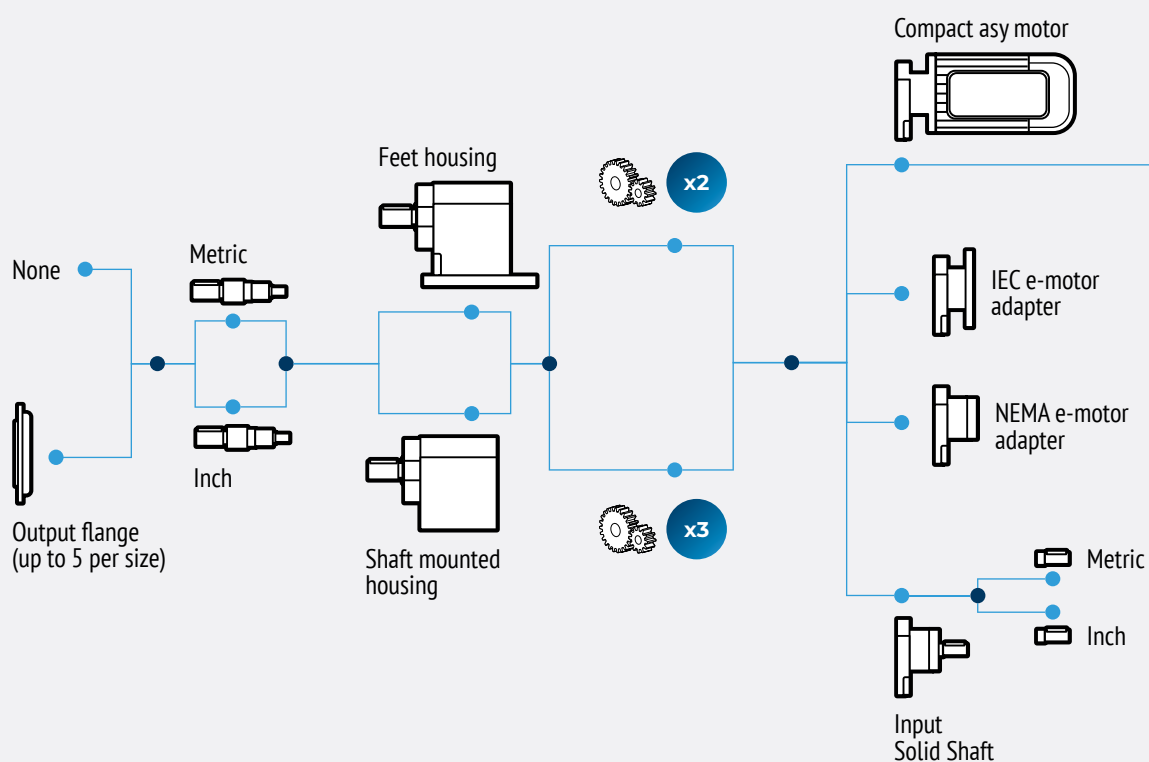 Compact asy motor
Feet housing
x2
Metric
None
IEC e-motor
adapter
NEMA e-motor
adapter
Inch
Output flange
(up to 5 per size)
x3
Shaft mounted
housing
Metric
Inch
Input
Solid Shaft